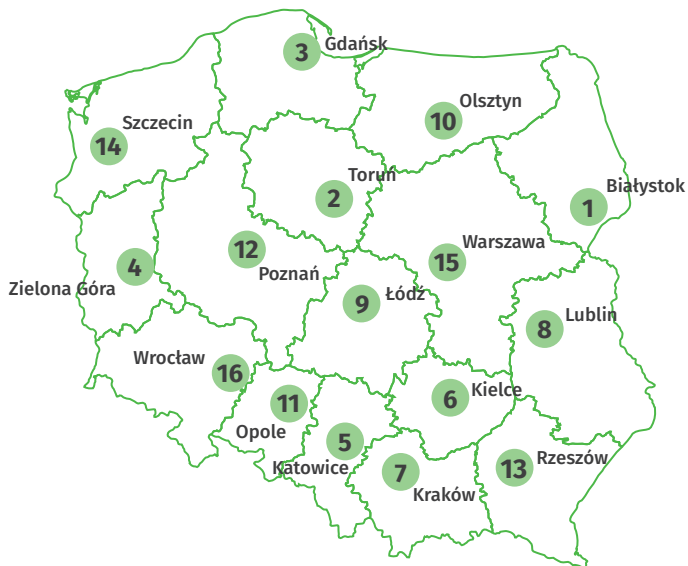 3
Gdańsk
Olsztyn
10
Szczecin
14
Toruń
2
Białystok
1
Warszawa
15
12
Poznań
4
Zielona Góra
Łódź
9
Lublin
8
Wrocław
16
11
Opole
Kielce
6
5
Katowice
7
Kraków
Rzeszów
13